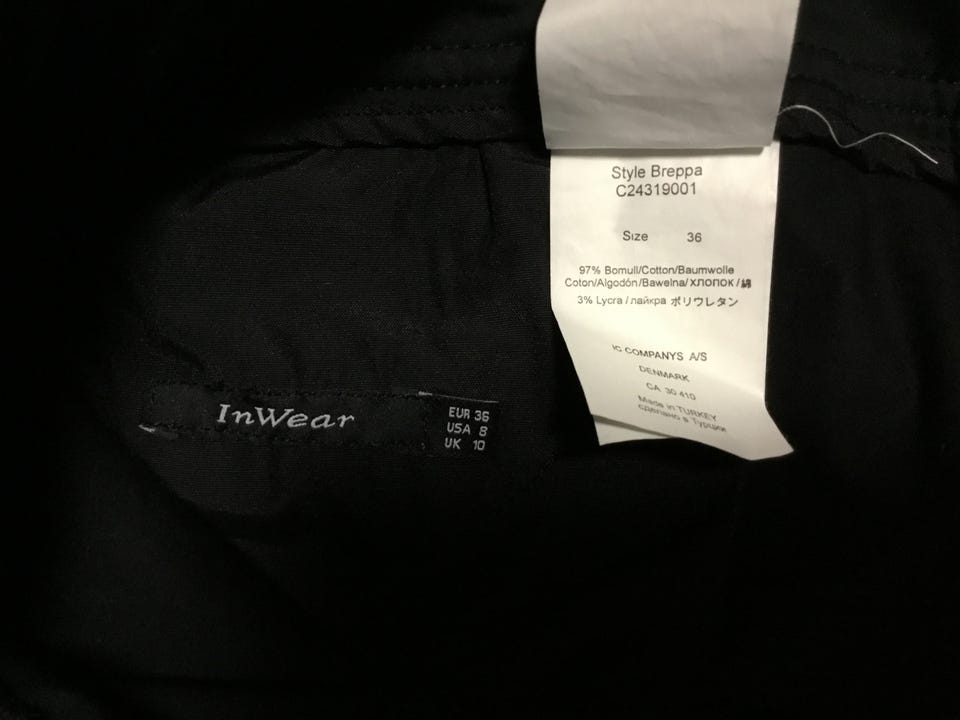 Style Breppa
C24319001
Size 36
97% Bomull/Cotton/Baumwolle
Coton/Algodón/Bawelna/ХЛОПОК/綿
3% Lycra / лайкра ポリウレタン
IC COMPANYS A/S
DENMARK
CA 30 410
Made in TURKEY
сделано в Турции
InWear
EUR 36
USA 8
UK 10